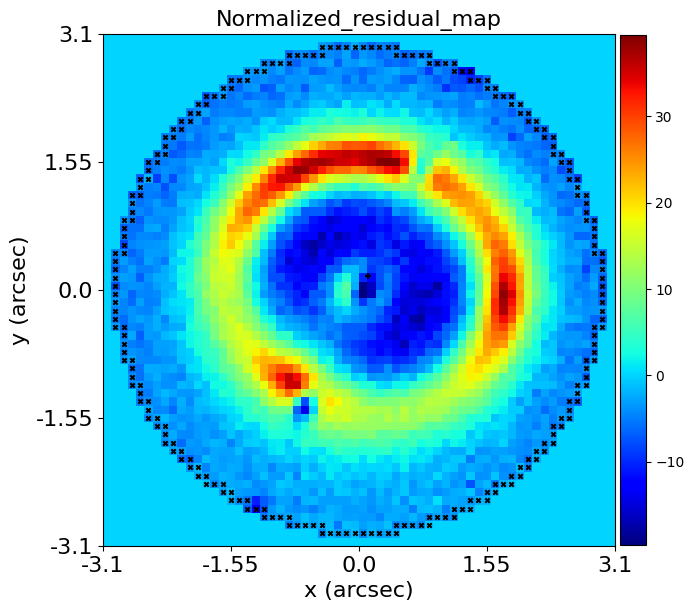 Normalized_residual_map
3.1
1.55
0.0
-1.55
-3.1
y (arcsec)
-3.1 -1.55 0.0 1.55 3.1
x (arcsec)
30
20
10
0
−10